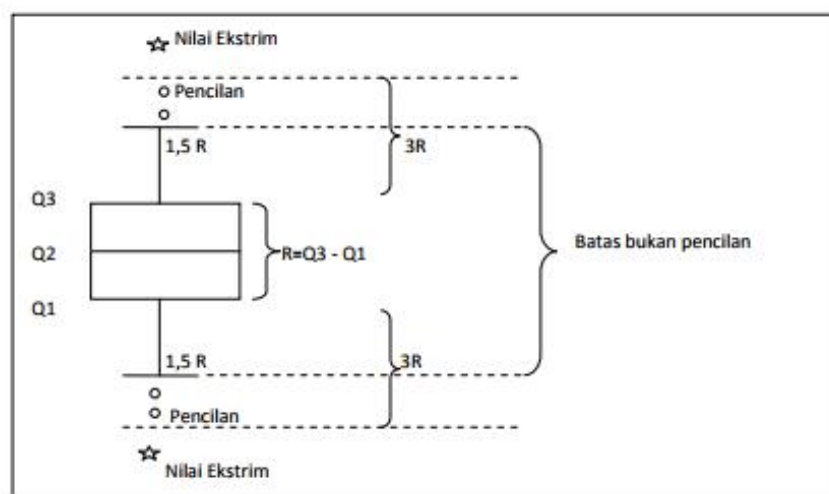 Nilai Ekstrim
Pencilan
1,5 R
3R
Q3
Q2
R=Q3 - Q1
Batas bukan pencilan
Q1
1,5 R
3R
Pencilan
Nilai Ekstrim